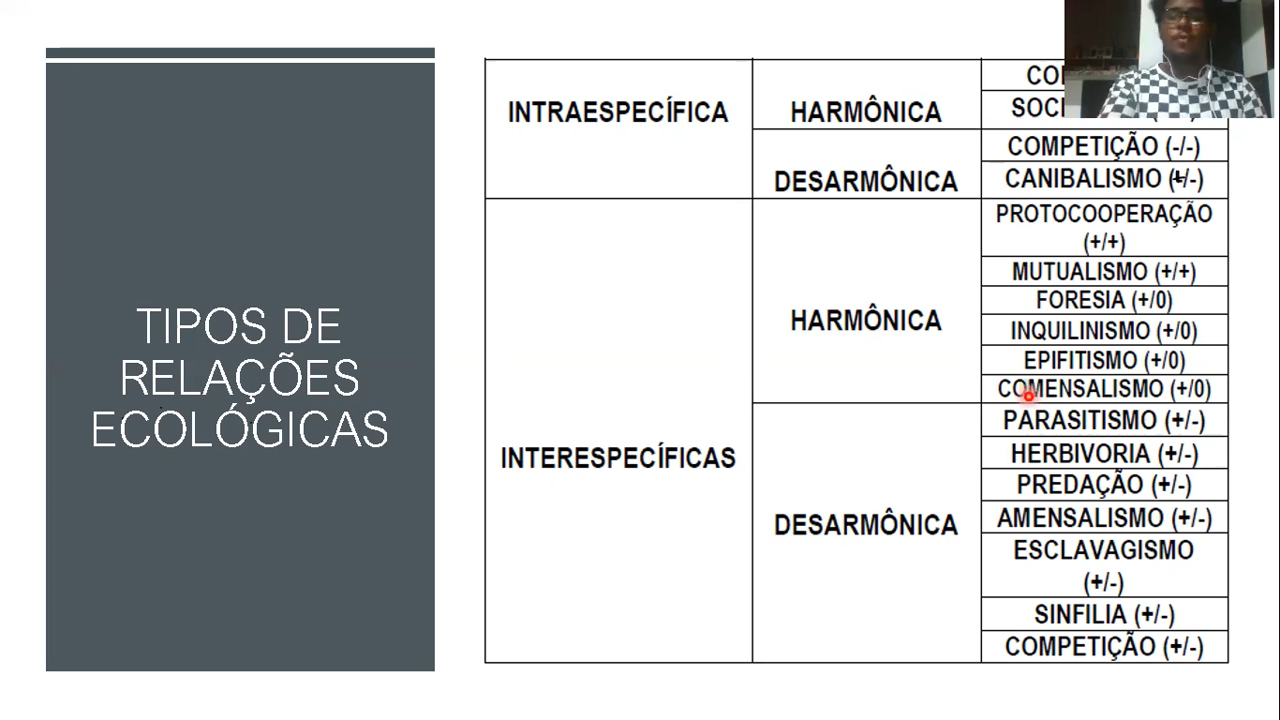 TIPOS DE
RELAÇÕES
ECOLÓGICAS
INTRAESPECÍFICA
HARMÔNICA
DESARMÔNICA
COMPETIÇÃO (-/-)
CANIBALISMO (+/-)
INTERESPECÍFICAS
HARMÔNICA
PROTOCOOPERAÇÃO
(+/+)
MUTUALISMO (+/+)
FORESIA (+/0)
INQUILINISMO (+/0)
EPIFITISMO (+/0)
COMENSALISMO (+/0)
DESARMÔNICA
PARASITISMO (+/-)
HERBIVORIA (+/-)
PREDAÇÃO (+/-)
AMENSALISMO (+/-)
ESCLAVAGISMO
(+/-)
SINFILIA (+/-)
COMPETIÇÃO (+/-)